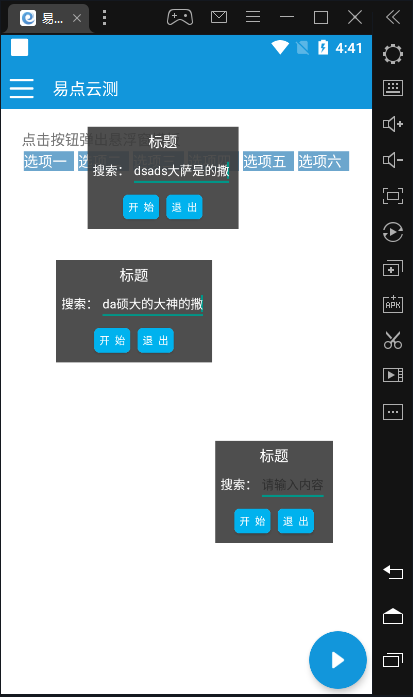 易...
4:41
易点云测
点击按钮弹出悬浮窗
标题
选项一 选 选项五 选项六
搜索: dsads大萨是的撒
开 始 退 出
标题
搜索: da硕大的大神的撒
开 始 退 出
标题
搜索: 请输入内容
开 始 退 出
APK